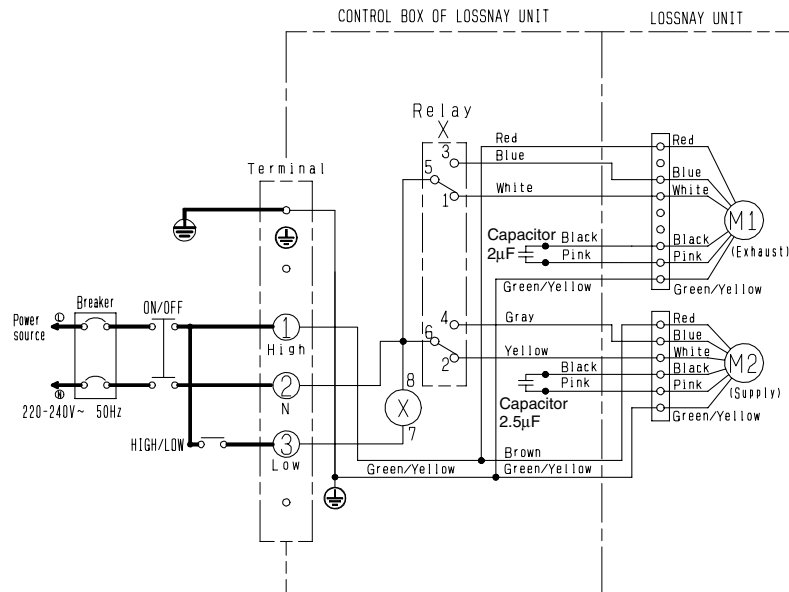 CONTROL BOX OF LOSSNAY UNIT
LOSSNAY UNIT
Relay
X
Terminal
3
5
1
Red
Blue
White
Red
Blue
White
M1
(Exhaust)
Capacitor
2µF
Black
Pink
Black
Pink
Green/Yellow
Green/Yellow
Breaker
ON/OFF
Power
source
L
N
220-240V~ 50Hz
HIGH/LOW
1
High
2
N
3
Low
4
6
2
Gray
Yellow
Red
Blue
White
Black
Pink
M2
(Supply)
Black
Pink
Capacitor
2.5µF
Green/Yellow
8
X
7
Brown
Green/Yellow
Green/Yellow